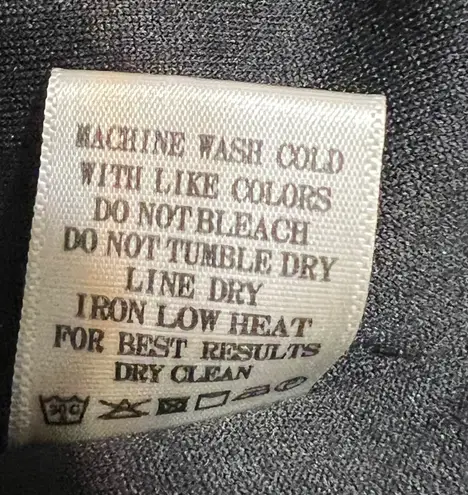 MACHINE WASH COLD
WITH LIKE COLORS
DO NOT BLEACH
DO NOT TUMBLE DRY
LINE DRY
IRON LOW HEAT
FOR BEST RESULTS
DRY CLEAN